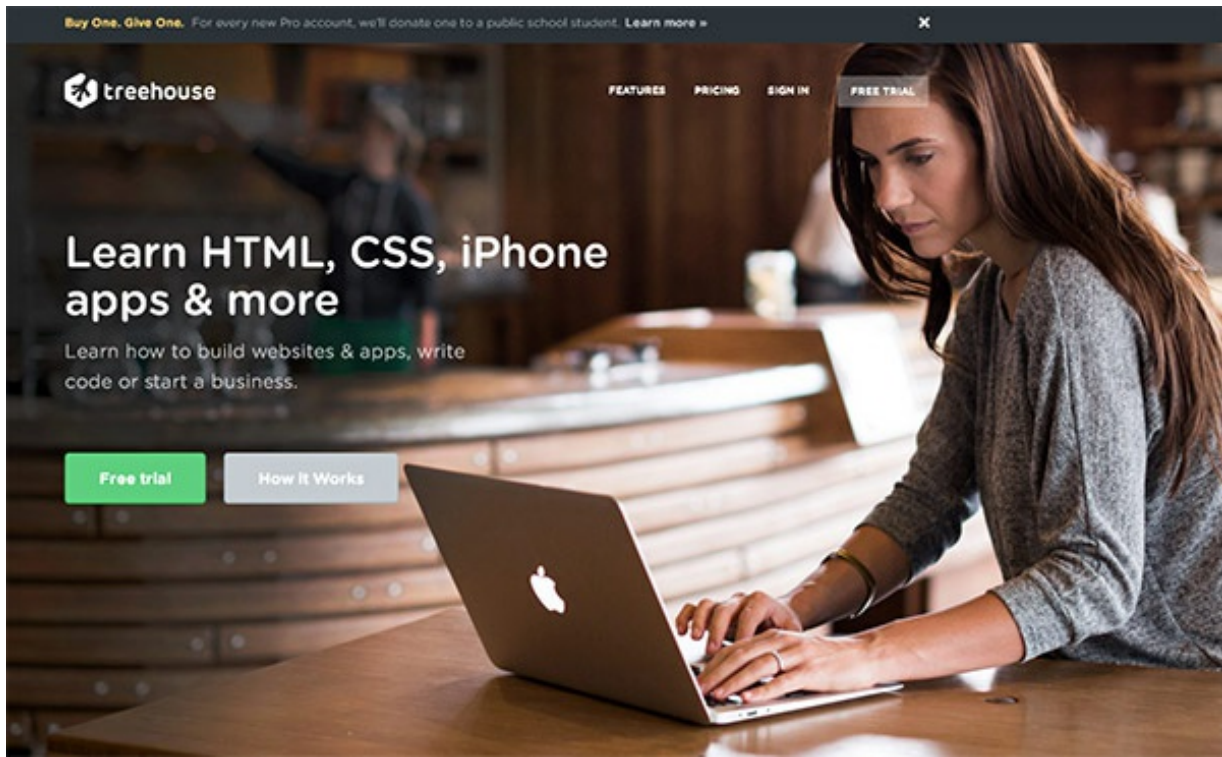 Buy One. Give One. For every new Pro account, we'll donate one to a public school student. Learn more »
treehouse
FEATURES PRICING SIGN IN FREE TRIAL
Learn HTML, CSS, iPhone
apps & more
Learn how to build websites & apps, write
code or start a business.
Free trial How It Works